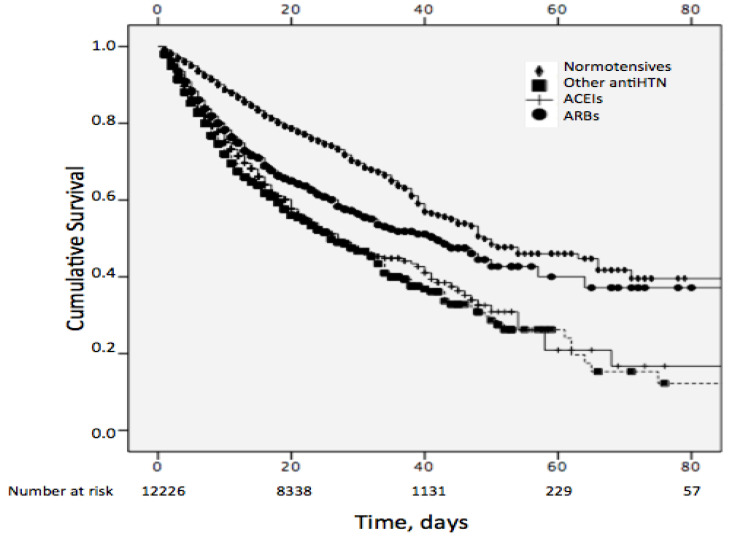 0 20 40 60 80
1.0
0.8
0.6
0.4
0.2
0.0
Cumulative Survival
Normotensives
Other antiHTN
ACEIs
ARBs
0 20 40 60 80
Number at risk 12226 8338 1131 229 57
Time, days